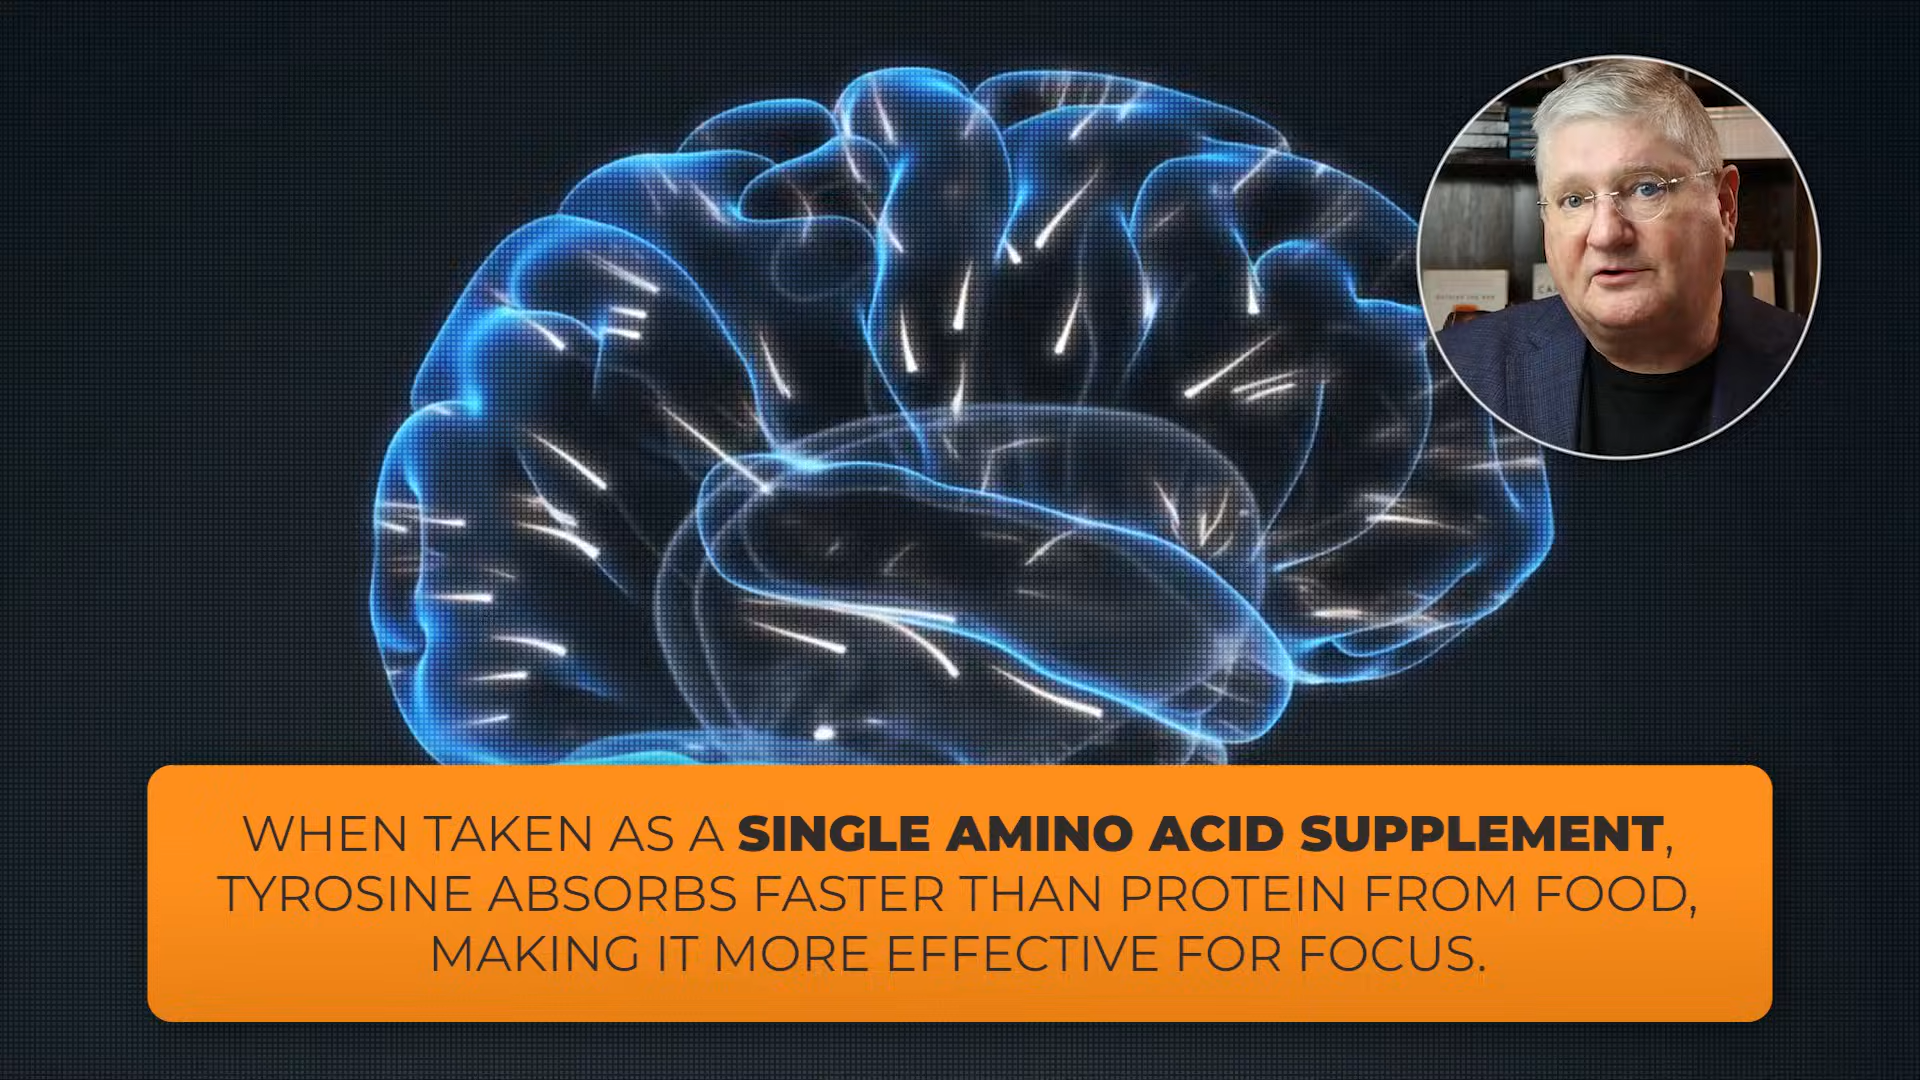 WHEN TAKEN AS A SINGLE AMINO ACID SUPPLEMENT,
TYROSINE ABSORBS FASTER THAN PROTEIN FROM FOOD,
MAKING IT MORE EFFECTIVE FOR FOCUS.